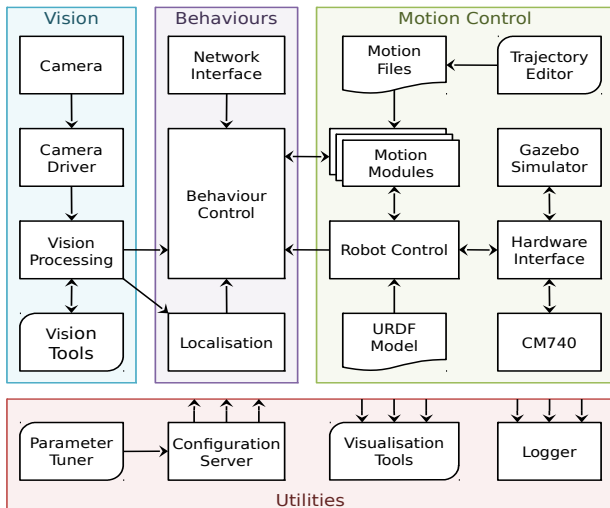 Vision
Behaviours
Motion Control
Camera
Network
Interface
Motion
Files
Trajectory
Editor
Camera
Driver
Behaviour
Control
Motion
Modules
Gazebo
Simulator
Vision
Processing
Robot Control
Hardware
Interface
Vision
Tools
Localisation
URDF
Model
CM740
Parameter
Tuner
Configuration
Server
Visualisation
Tools
Logger
Utilities